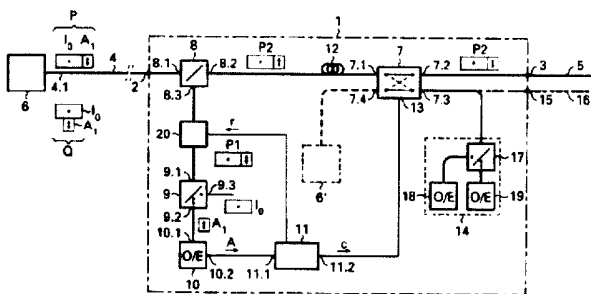 1
P
I₀ A₁
4
4.1
2
6
I₀
A₁
Q
8
8.1
8.2
8.3
P2
12
7
7.1
7.2
7.3
7.4
13
P2
3
5
15
16
20
r
P1
6'
9.1
9
9.3
9.2
I₀
A₁
10.1
O/E
10
10.2
A
11
11.1
11.2
c
17
18
O/E
O/E
19
14